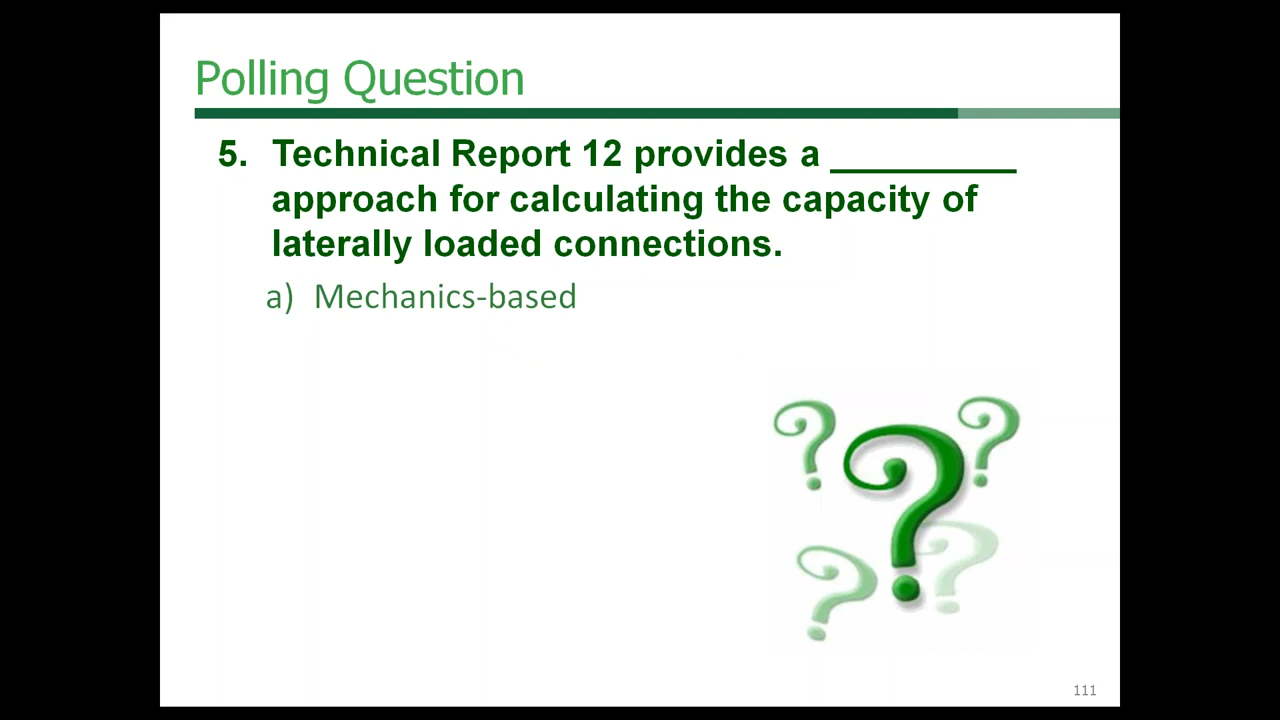 Polling Question
5. Technical Report 12 provides a _________
approach for calculating the capacity of
laterally loaded connections.
a) Mechanics-based
111